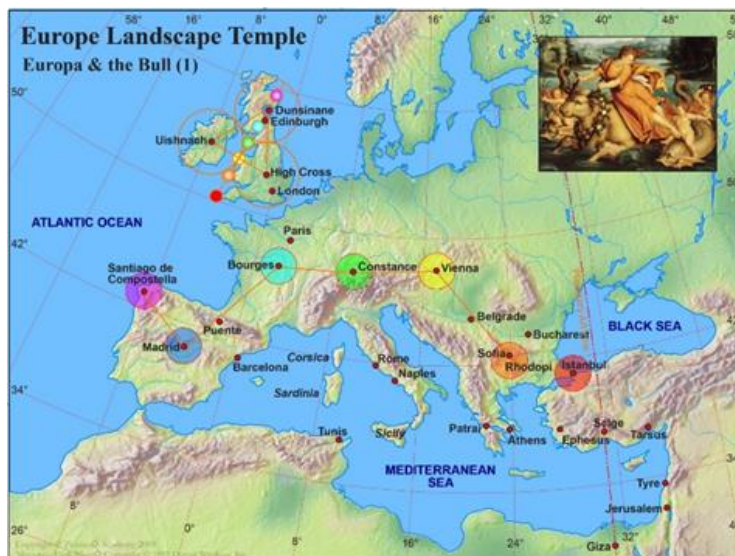 Europe Landscape Temple
Europa & the Bull (1)
16°
8°
0°
8°
16°
24°
32°
50°
50°
Dunsinane
Edinburgh
Uishnach
High Cross
London
ATLANTIC OCEAN
42°
Paris
Santiago de
Compostella
Bourges
Constance
Vienna
Belgrade
Bucharest
BLACK SEA
Puente
Madrid
Barcelona
Corsica
Rome
Naples
Sofia
Rhodopi
Istanbul
Sardinia
34°
Tunis
Sicily
Patrai
Athens
Ephesus
Selge
Tarsus
MEDITERRANEAN
SEA
Tyre
Jerusalem
Giza
26°
8°
0°
8°
16°
24°
32°